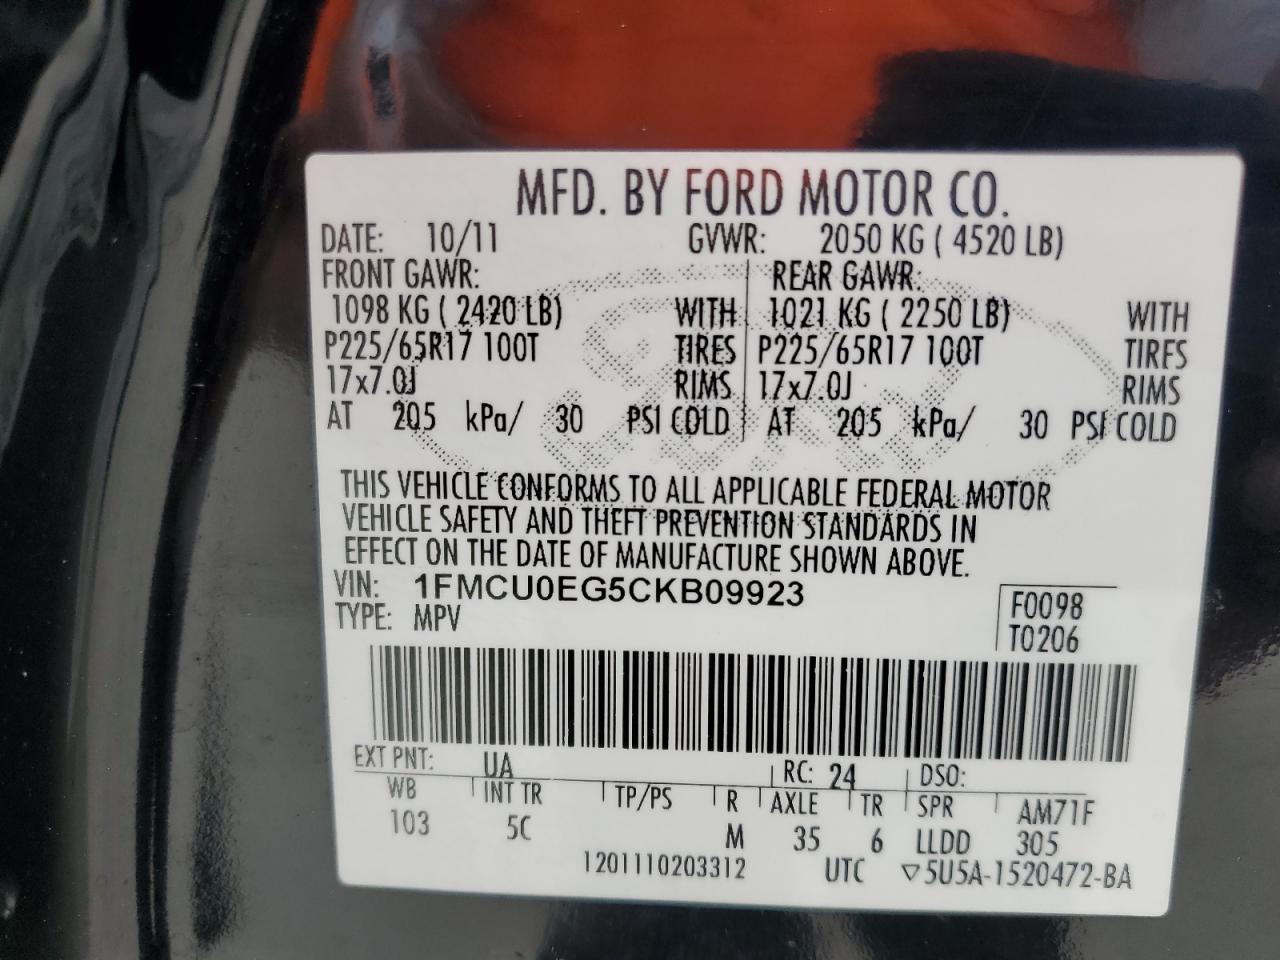 MFD. BY FORD MOTOR CO.
DATE: 10/11 GVWR: 2050 KG ( 4520 LB)
FRONT GAWR: REAR GAWR:
1098 KG ( 2420 LB) WITH 1021 KG ( 2250 LB) WITH
P225/65R17 100T TIRES P225/65R17 100T TIRES
17x7.0J RIMS 17x7.0J RIMS
AT 205 kPa/ 30 PSI COLD AT 205 kPa/ 30 PSI COLD
THIS VEHICLE CONFORMS TO ALL APPLICABLE FEDERAL MOTOR
VEHICLE SAFETY AND THEFT PREVENTION STANDARDS IN
EFFECT ON THE DATE OF MANUFACTURE SHOWN ABOVE.
VIN: 1FMCU0EG5CKB09923
TYPE: MPV
F0098
T0206
EXT PNT: UA RC: 24 DSO:
WB INT TR TP/PS R AXLE TR SPR AM71F
103 5C M 35 6 LLDD 305
1201110203312 UTC ▽5U5A-1520472-BA